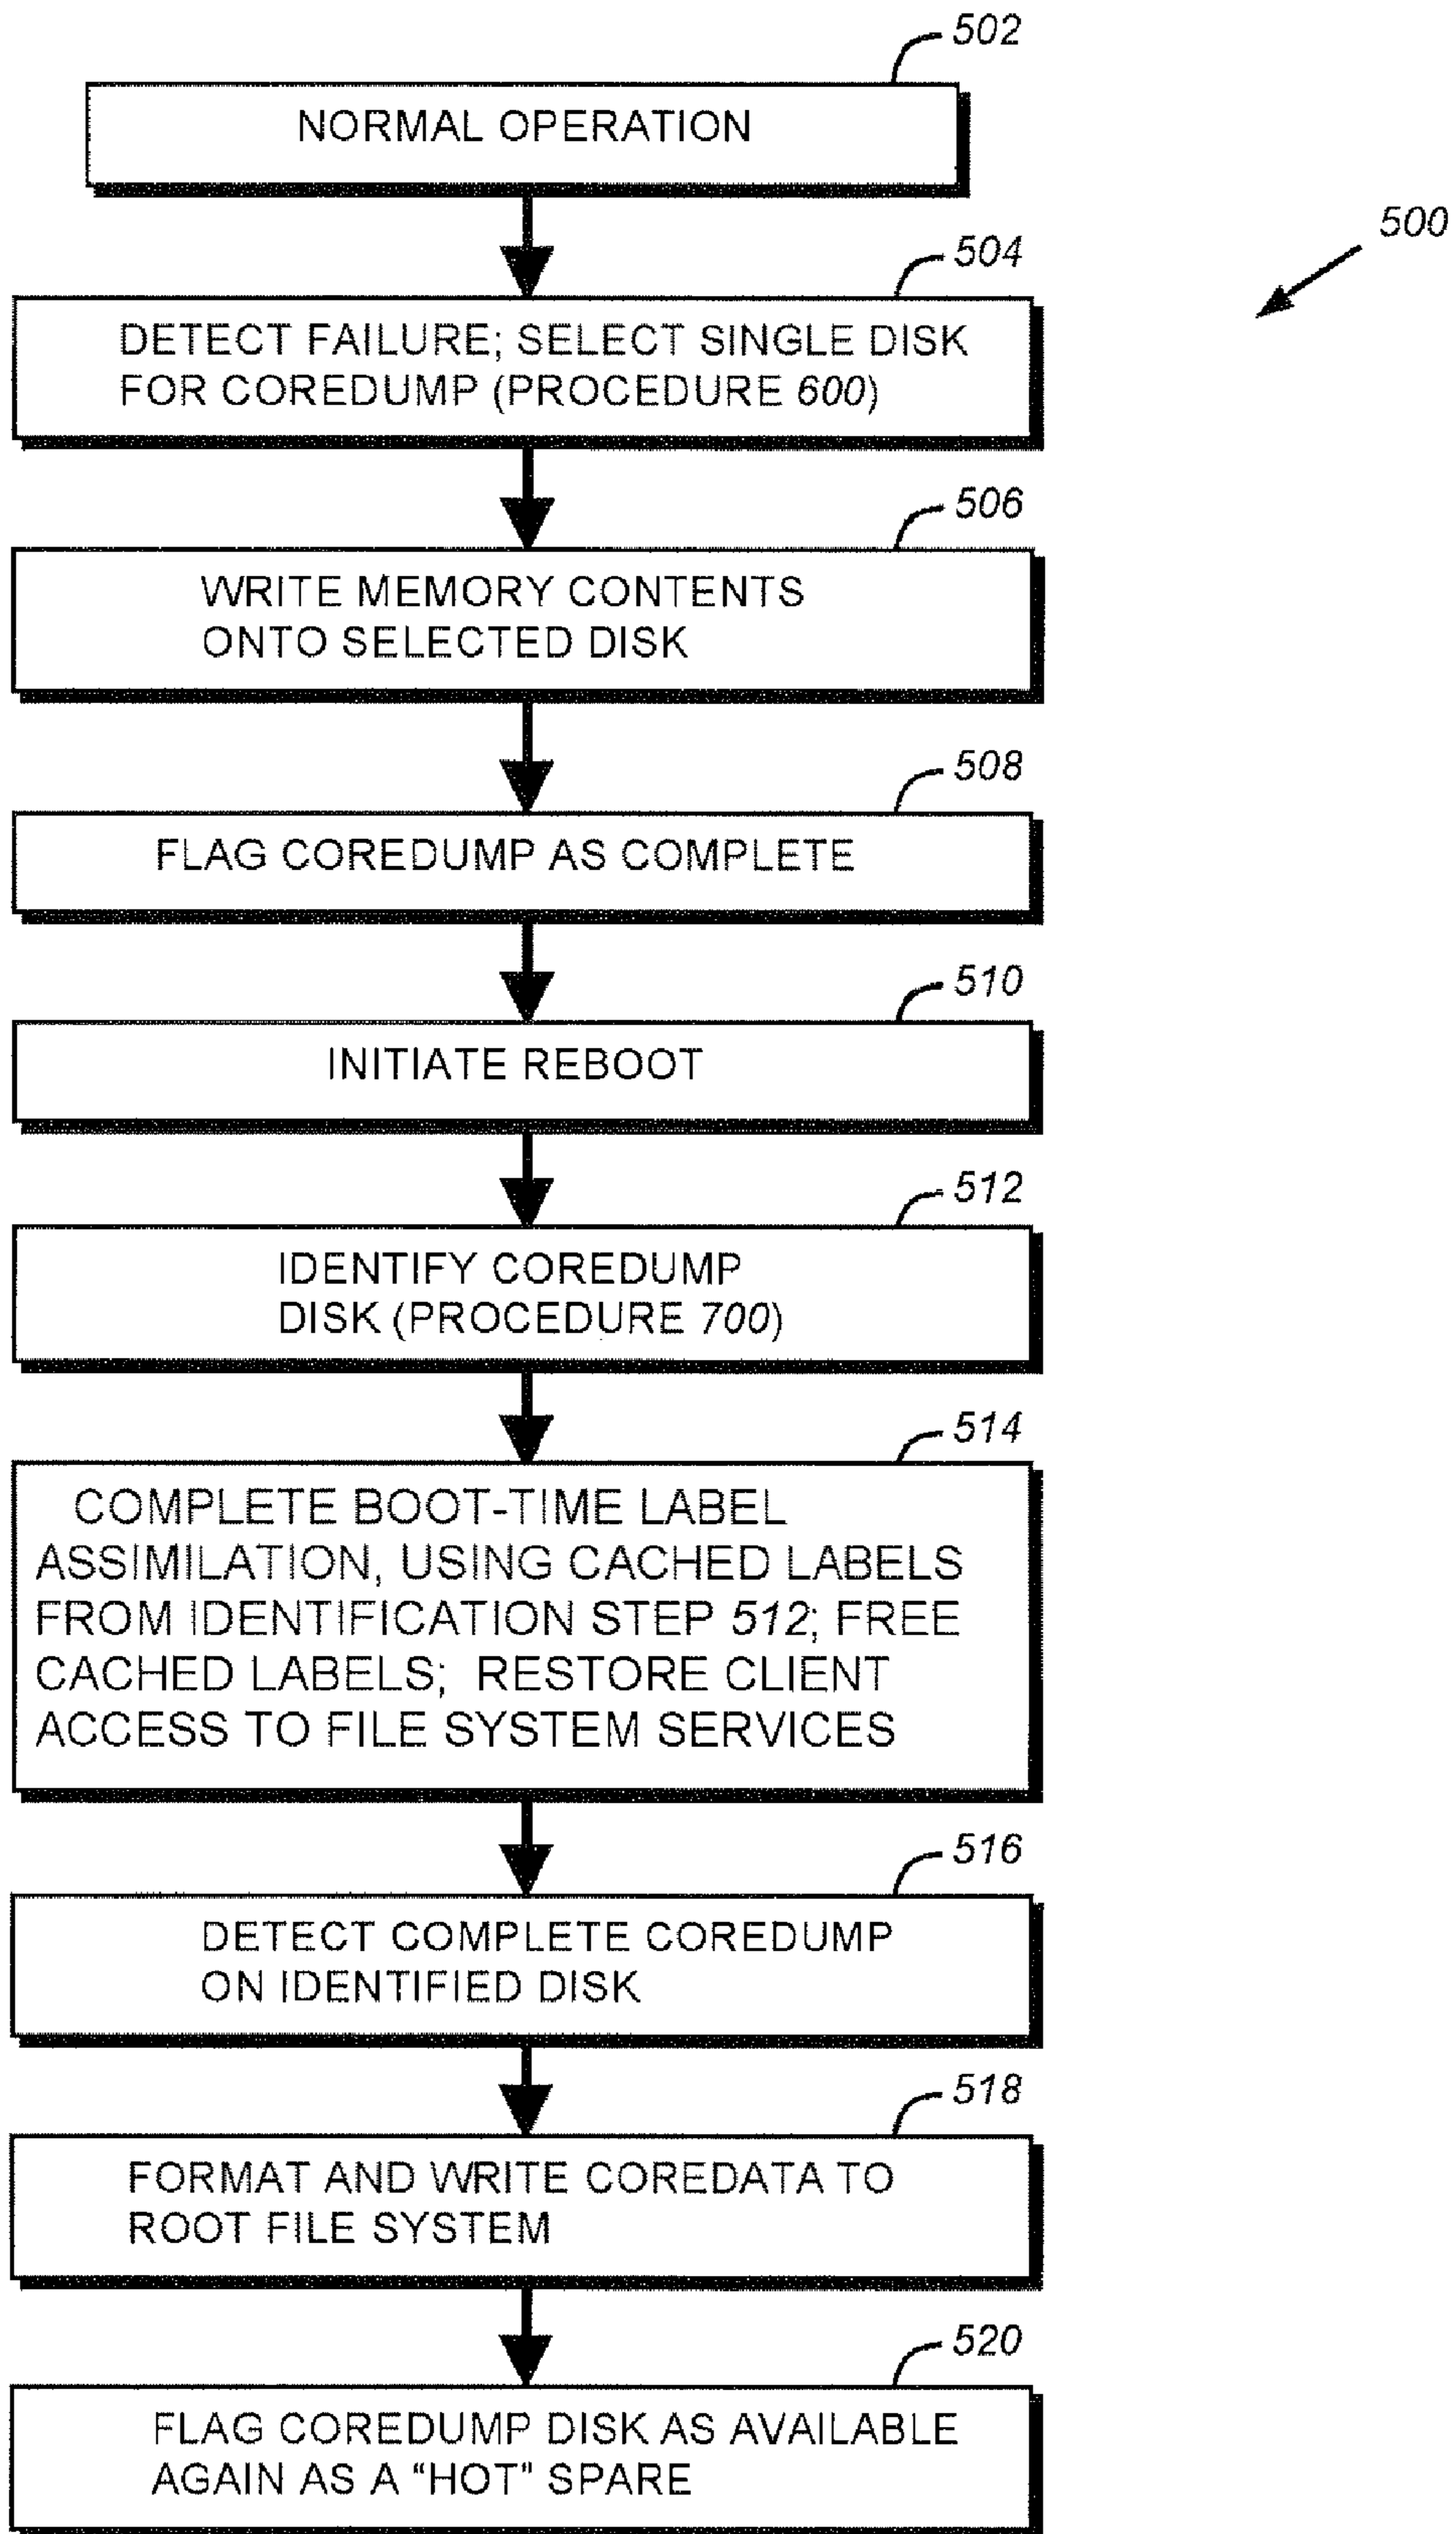 502
NORMAL OPERATION
500
504
DETECT FAILURE; SELECT SINGLE DISK
FOR COREDUMP (PROCEDURE 600)
506
WRITE MEMORY CONTENTS
ONTO SELECTED DISK
508
FLAG COREDUMP AS COMPLETE
510
INITIATE REBOOT
512
IDENTIFY COREDUMP
DISK (PROCEDURE 700)
514
COMPLETE BOOT-TIME LABEL
ASSIMILATION, USING CACHED LABELS
FROM IDENTIFICATION STEP 512; FREE
CACHED LABELS; RESTORE CLIENT
ACCESS TO FILE SYSTEM SERVICES
516
DETECT COMPLETE COREDUMP
ON IDENTIFIED DISK
518
FORMAT AND WRITE COREDATA TO
ROOT FILE SYSTEM
520
FLAG COREDUMP DISK AS AVAILABLE
AGAIN AS A “HOT” SPARE